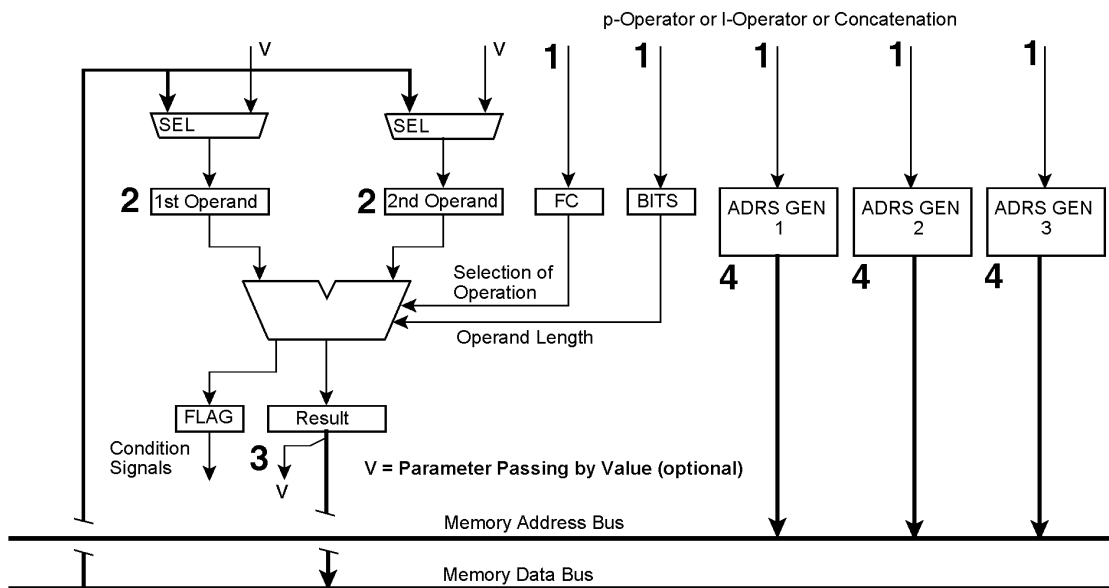 p-Operator or l-Operator or Concatenation
V
V
1
1
1
1
1
SEL
SEL
2
1st Operand
2
2nd Operand
FC
BITS
ADRS GEN
1
ADRS GEN
2
ADRS GEN
3
4
4
4
Selection of
Operation
Operand Length
FLAG
Result
Condition
Signals
3
V
V = Parameter Passing by Value (optional)
Memory Address Bus
Memory Data Bus